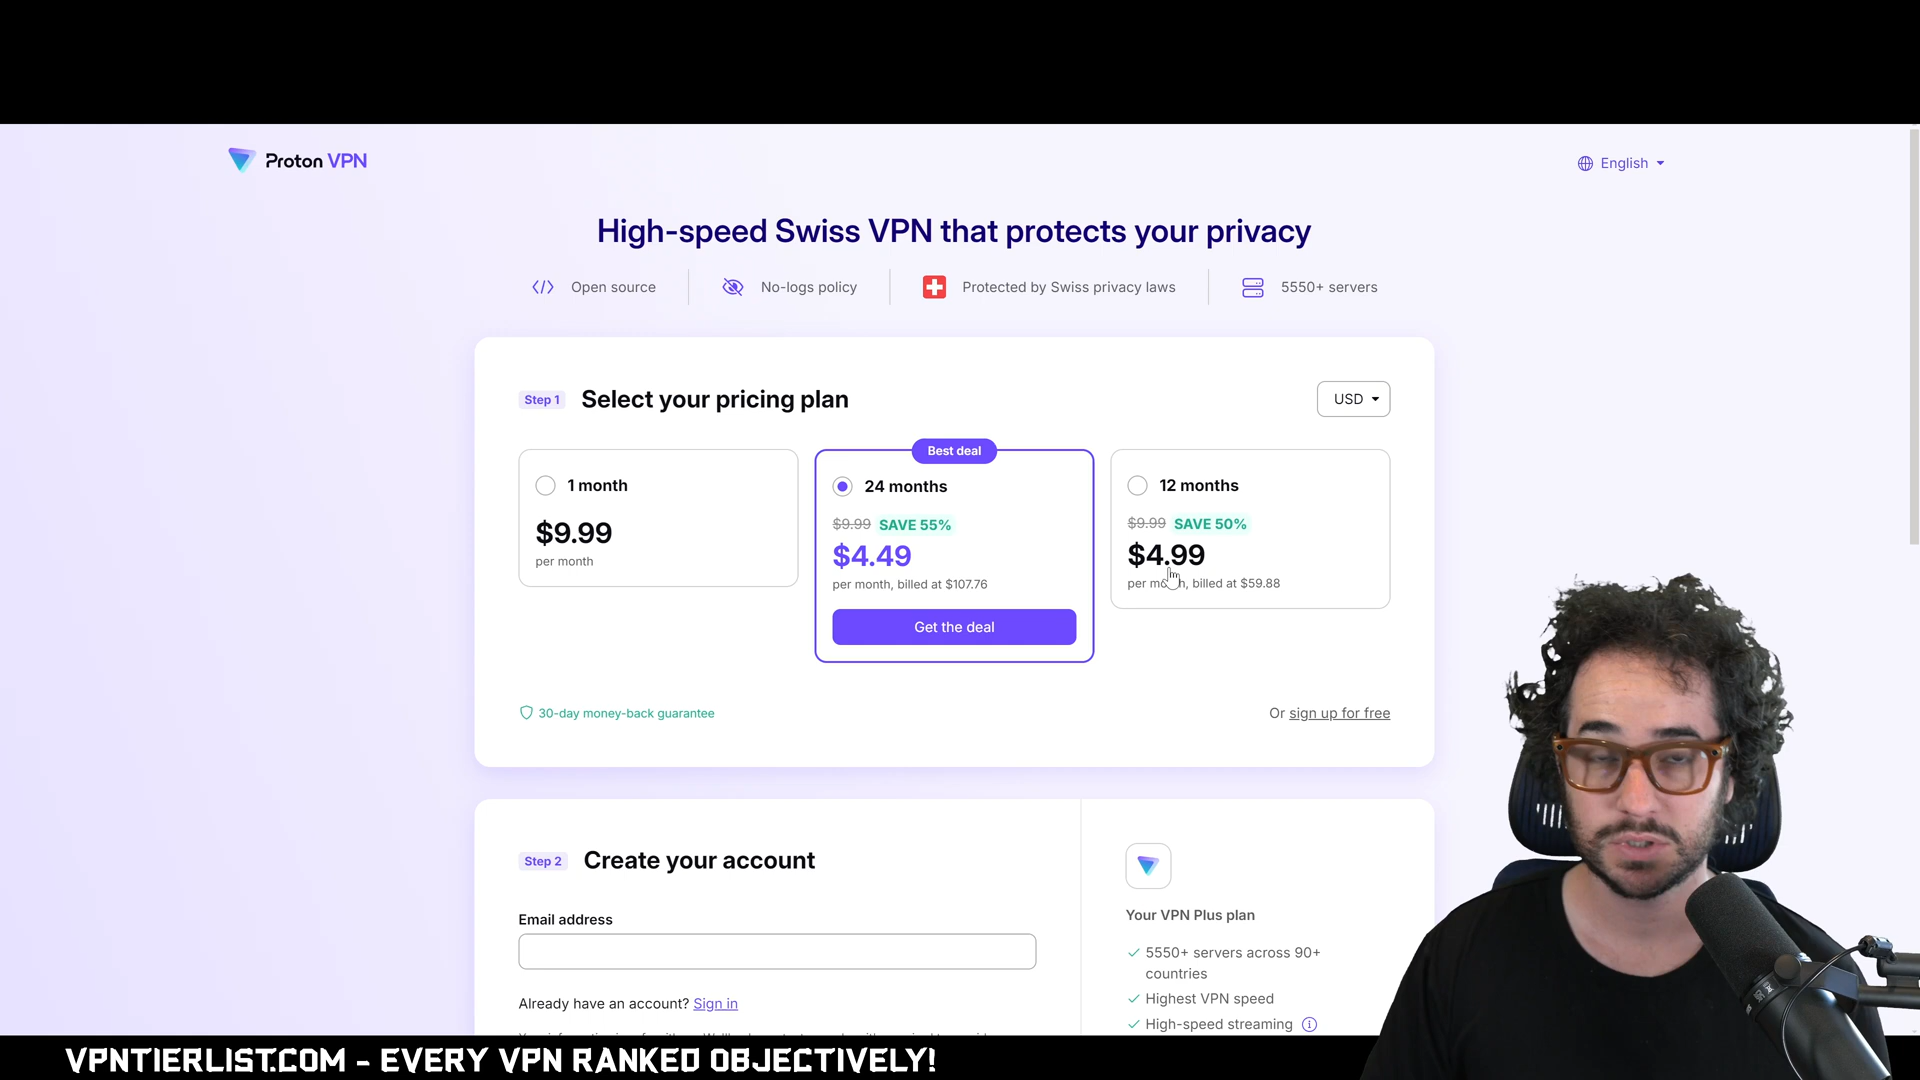 Proton VPN
English
High-speed Swiss VPN that protects your privacy
Open source
No-logs policy
Protected by Swiss privacy laws
5550+ servers
Step 1
Select your pricing plan
USD
1 month
$9.99
per month
Best deal
24 months
$9.99 SAVE 55%
$4.49
per month, billed at $107.76
Get the deal
12 months
$9.99 SAVE 50%
$4.99
per month, billed at $59.88
30-day money-back guarantee
Or sign up for free
Step 2
Create your account
Email address
Already have an account? Sign in
Your VPN Plus plan
5550+ servers across 90+
countries
Highest VPN speed
High-speed streaming
VPNTIERLIST.COM - EVERY VPN RANKED OBJECTIVELY!